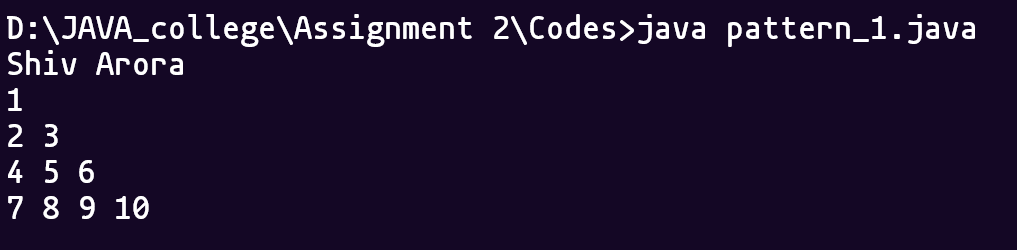 D:\JAVA_college\Assignment 2\Codes>java pattern_1.java
Shiv Arora
1
2 3
4 5 6
7 8 9 10